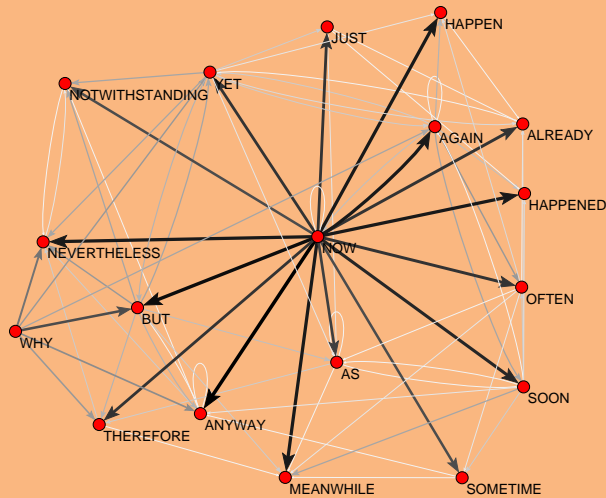 HAPPEN
JUST
YET
NOTWITHSTANDING
ALREADY
AGAIN
HAPPENED
NOW
NEVERTHELESS
OFTEN
BUT
WHY
AS
SOON
ANYWAY
THEREFORE
MEANWHILE
SOMETIME